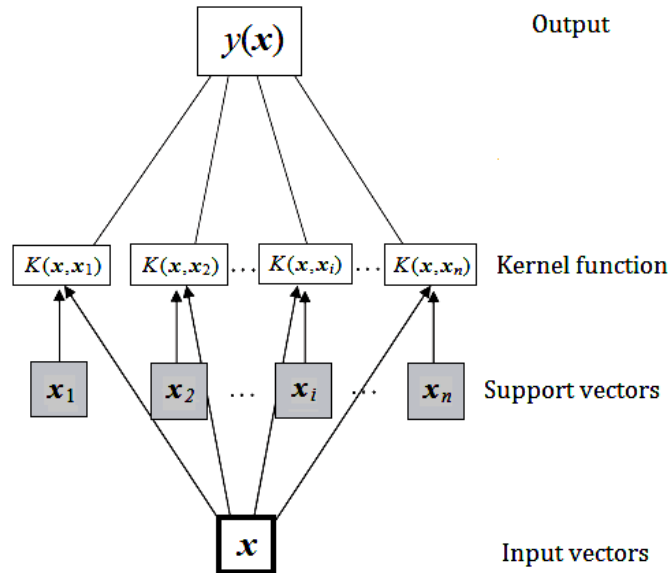 Output
y(x)
K(x,x₁) K(x,x₂) ... K(x,xᵢ) ... K(x,xₙ) Kernel function
x₁ x₂ ... xᵢ ... xₙ Support vectors
x
Input vectors